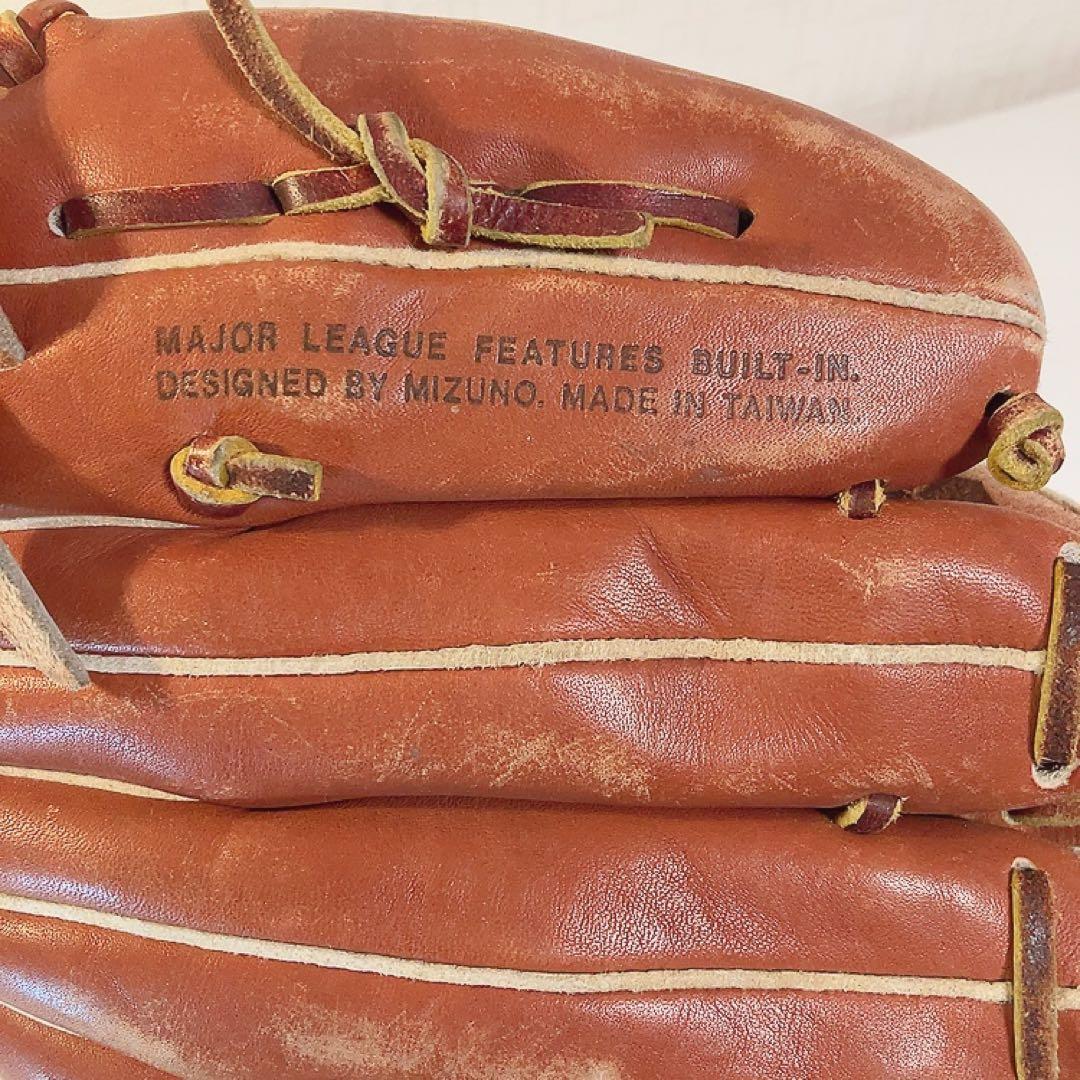 MAJOR LEAGUE FEATURES BUILT-IN.
DESIGNED BY MIZUNO. MADE IN TAIWAN.